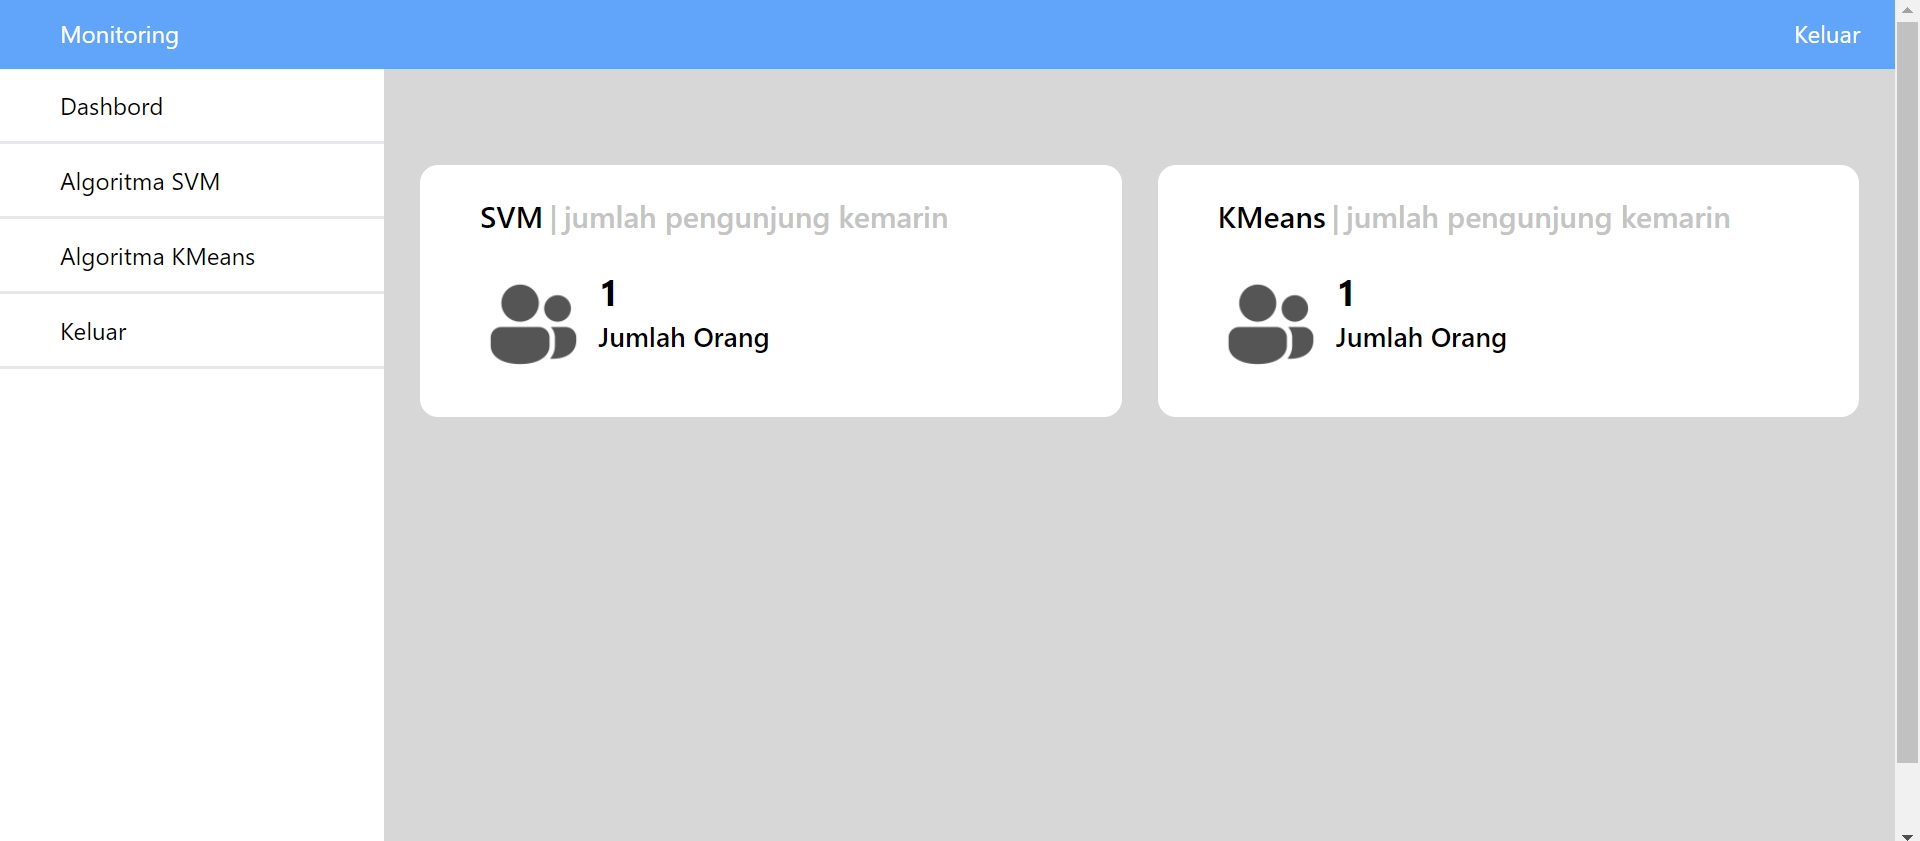 Monitoring
Keluar
Dashbord
Algoritma SVM
Algoritma KMeans
Keluar
SVM | jumlah pengunjung kemarin
1
Jumlah Orang
KMeans | jumlah pengunjung kemarin
1
Jumlah Orang